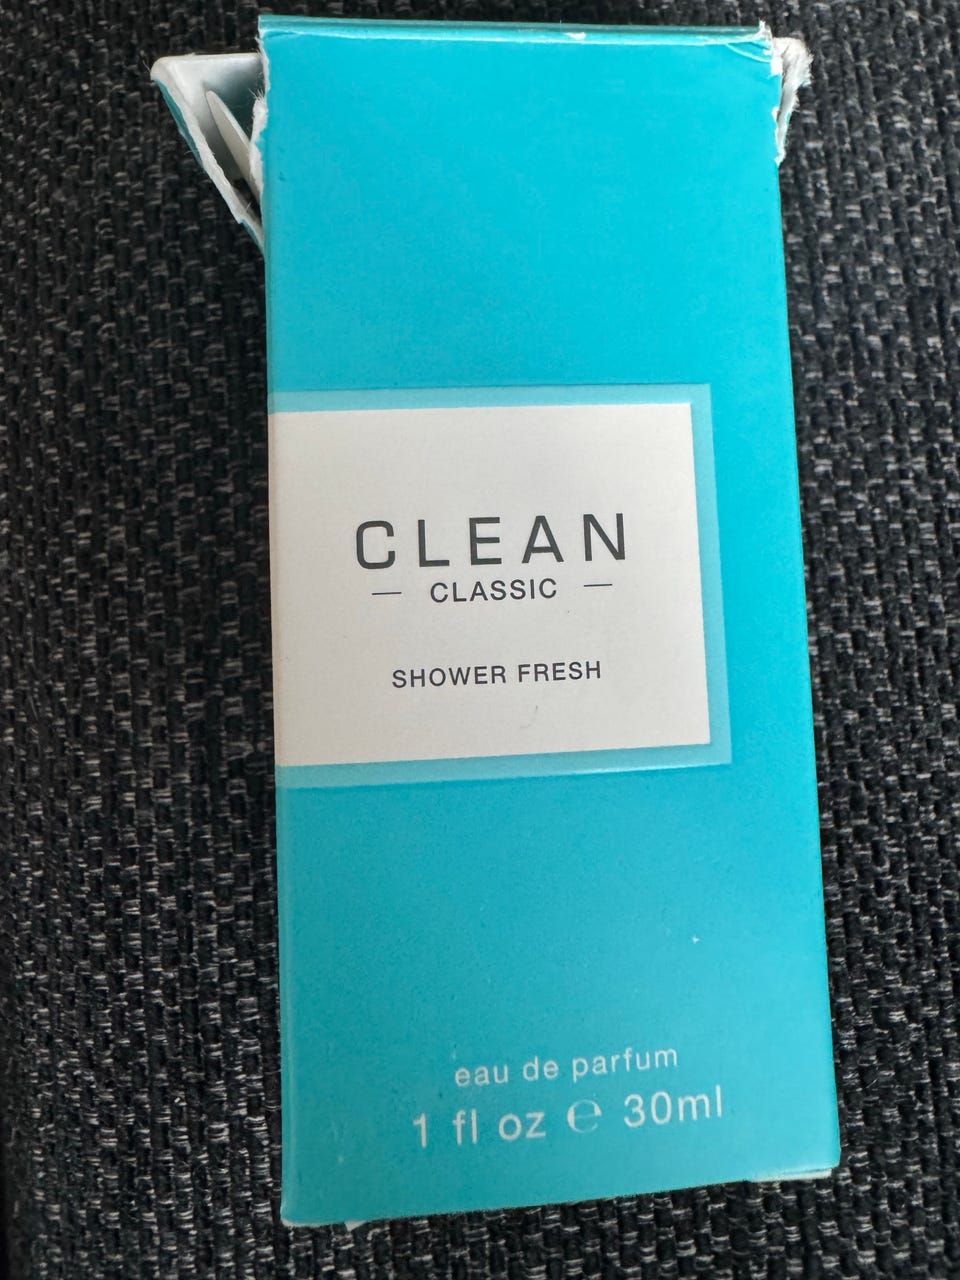 CLEAN
— CLASSIC —
SHOWER FRESH
eau de parfum
1 fl oz ℮ 30ml